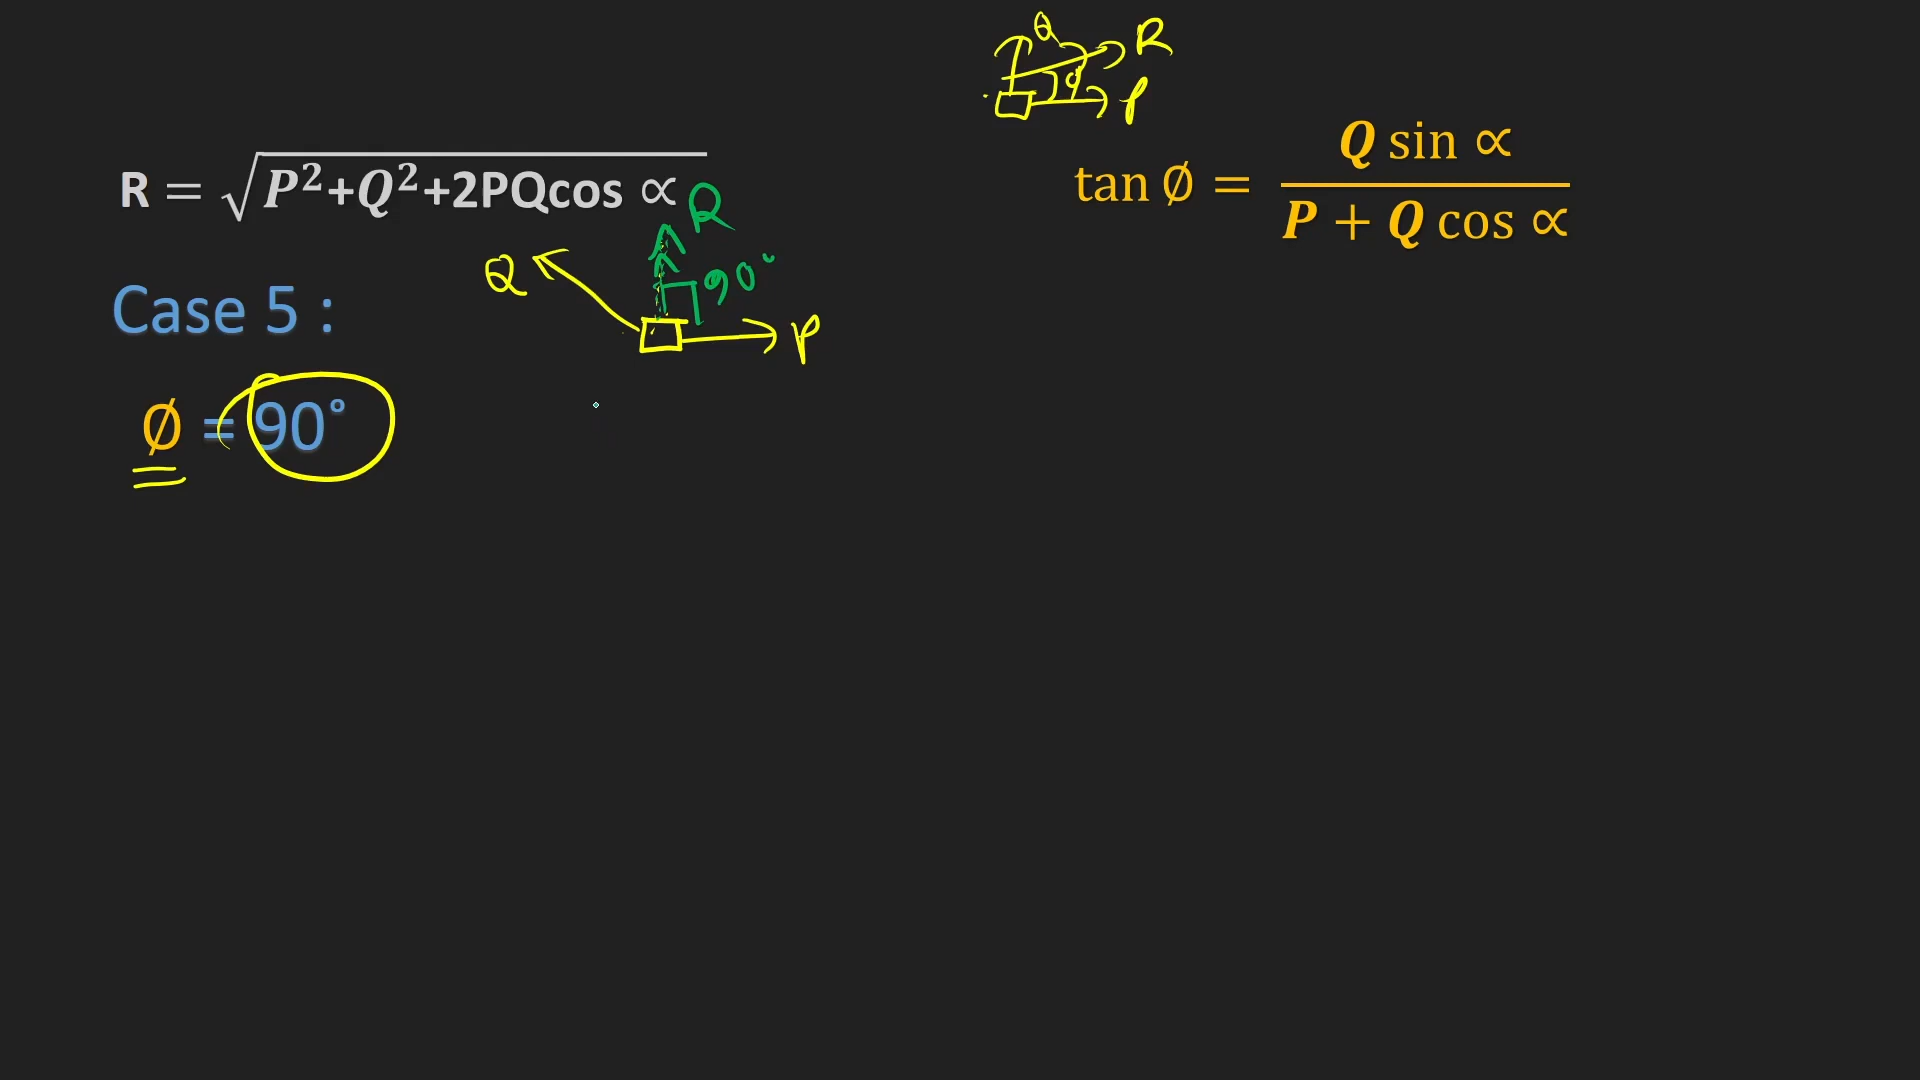 Q
R
φ
P
R = √P²+Q²+2PQcos ∝
tan ∅ = Q sin ∝ / P + Q cos ∝
R
Q
90°
Case 5 :
P
∅ = 90°